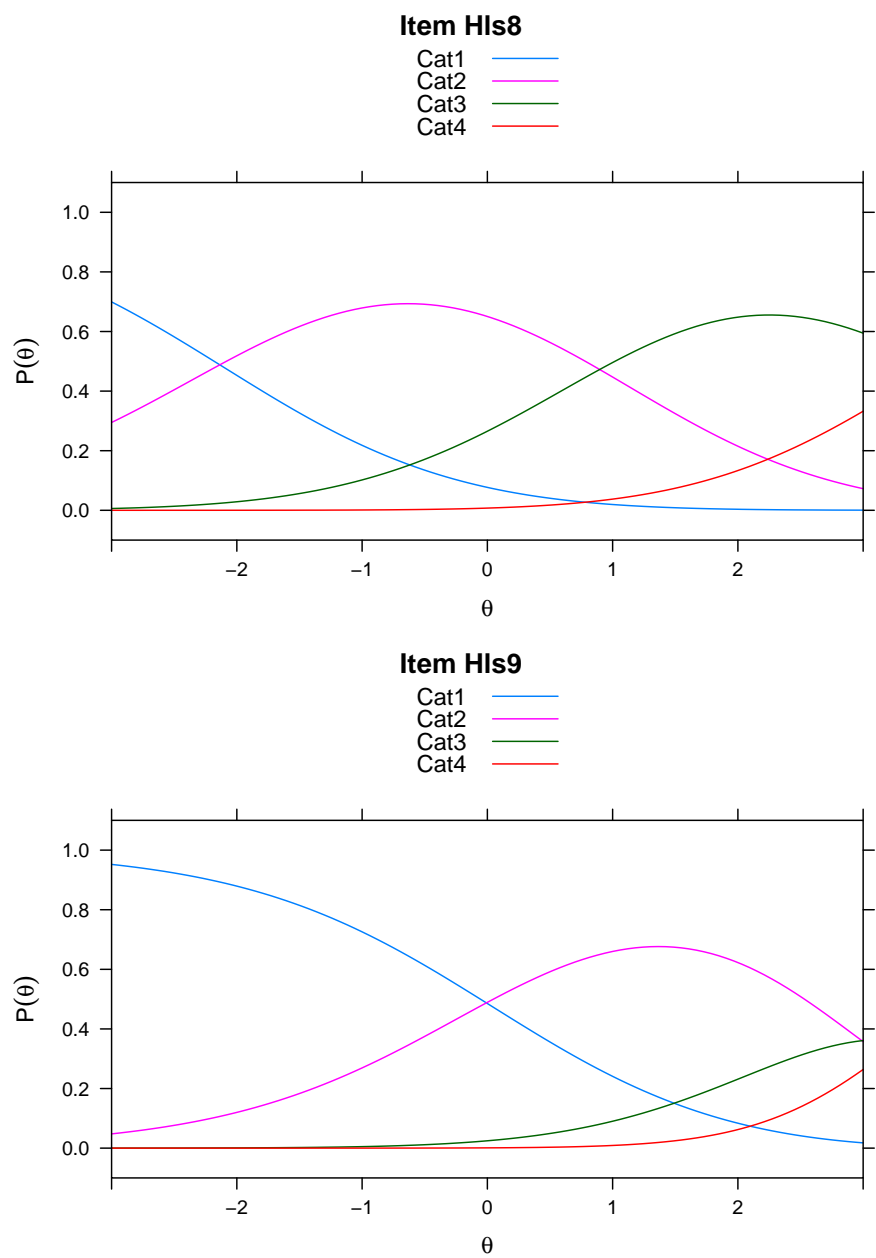 Item Hls8
Cat1
Cat2
Cat3
Cat4
1.0
0.8
0.6
0.4
0.2
0.0
P(θ)
−2 −1 0 1 2
θ
Item Hls9
Cat1
Cat2
Cat3
Cat4
1.0
0.8
0.6
0.4
0.2
0.0
P(θ)
−2 −1 0 1 2
θ